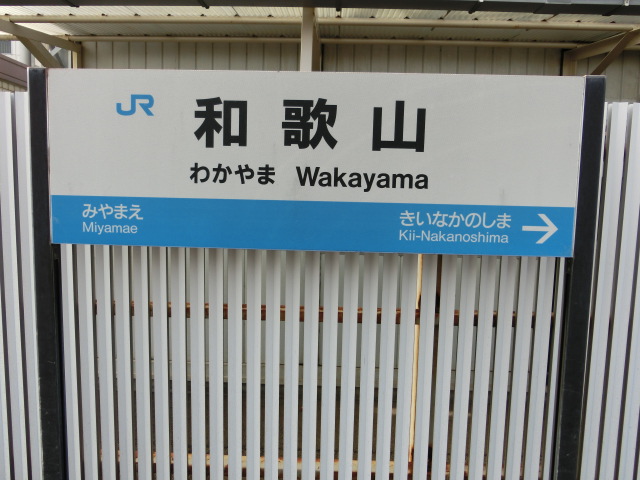 JR
和歌山
わかやま Wakayama
みやまえ
Miyamae
きいなかのしま
Kii-Nakanoshima
→